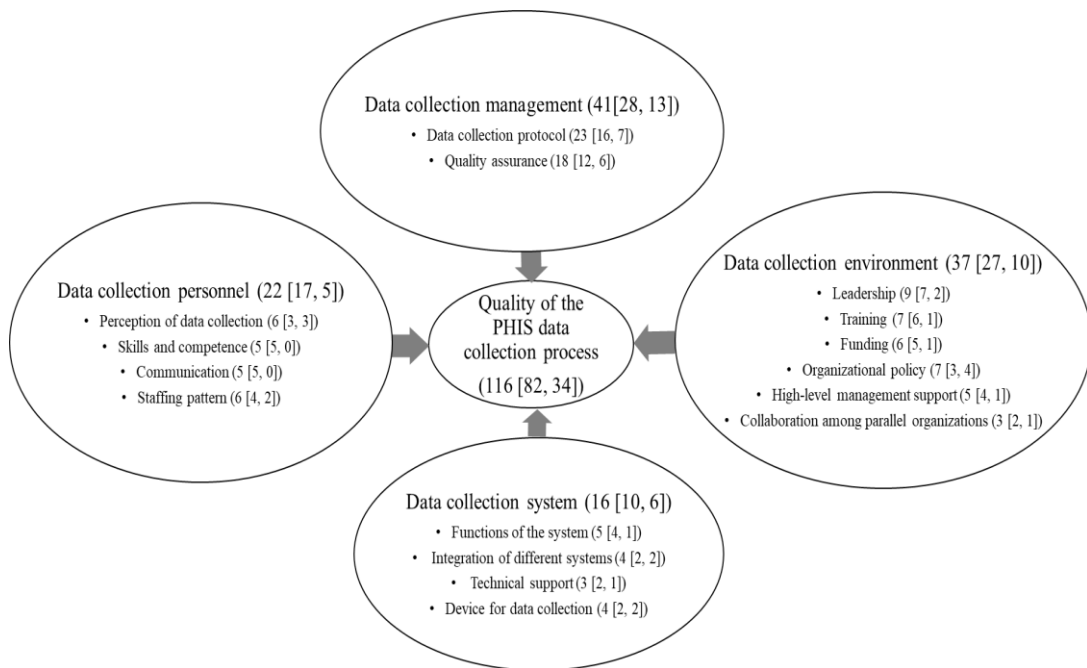 Data collection management (41[28, 13])
• Data collection protocol (23 [16, 7])
• Quality assurance (18 [12, 6])
Data collection personnel (22 [17, 5])
• Perception of data collection (6 [3, 3])
• Skills and competence (5 [5, 0])
• Communication (5 [5, 0])
• Staffing pattern (6 [4, 2])
Quality of the
PHIS data
collection process
(116 [82, 34])
Data collection environment (37 [27, 10])
• Leadership (9 [7, 2])
• Training (7 [6, 1])
• Funding (6 [5, 1])
• Organizational policy (7 [3, 4])
• High-level management support (5 [4, 1])
• Collaboration among parallel organizations (3 [2, 1])
Data collection system (16 [10, 6])
• Functions of the system (5 [4, 1])
• Integration of different systems (4 [2, 2])
• Technical support (3 [2, 1])
• Device for data collection (4 [2, 2])